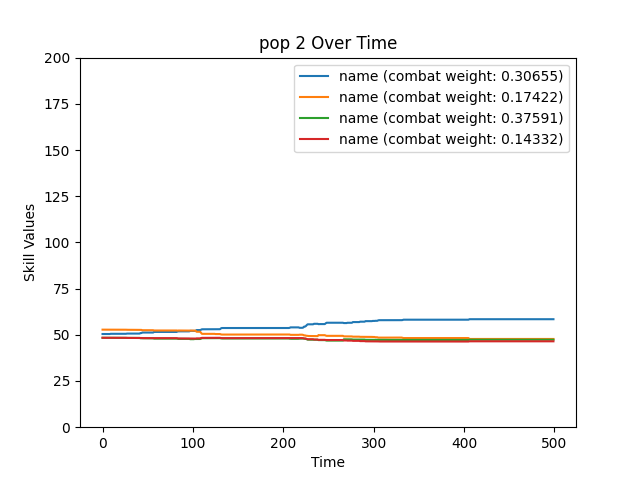 pop 2 Over Time
200
175
150
125
100
75
50
25
0
Skill Values
name (combat weight: 0.30655)
name (combat weight: 0.17422)
name (combat weight: 0.37591)
name (combat weight: 0.14332)
0 100 200 300 400 500
Time